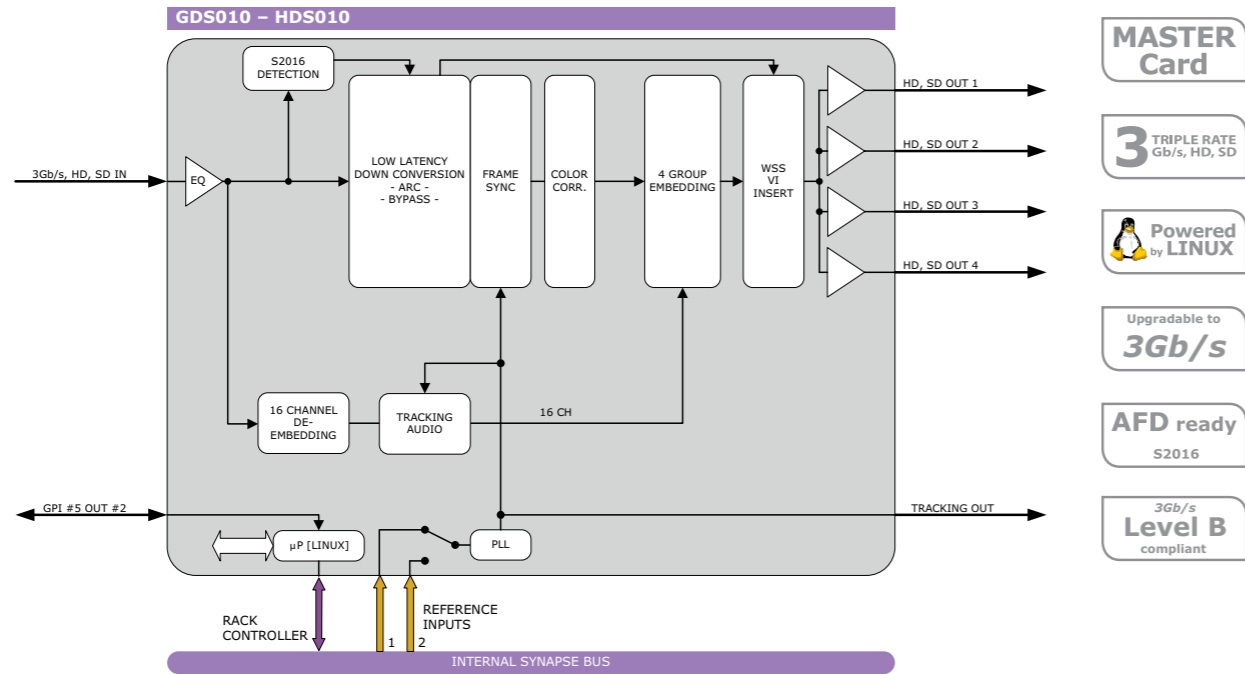 GDS010 – HDS010
S2016
DETECTION
3Gb/s, HD, SD IN
EQ
LOW LATENCY
DOWN CONVERSION
- ARC -
- BYPASS -
FRAME
SYNC
COLOR
CORR.
4 GROUP
EMBEDDING
WSS
VI
INSERT
HD, SD OUT 1
HD, SD OUT 2
HD, SD OUT 3
HD, SD OUT 4
16 CHANNEL
DE-
EMBEDDING
TRACKING
AUDIO
16 CH
GPI #5 OUT #2
µP [LINUX]
PLL
TRACKING OUT
RACK
CONTROLLER
1
2
REFERENCE
INPUTS
INTERNAL SYNAPSE BUS
MASTER
Card
3 TRIPLE RATE
Gb/s, HD, SD
Powered
by LINUX
Upgradable to
3Gb/s
AFD ready
S2016
3Gb/s
Level B
compliant